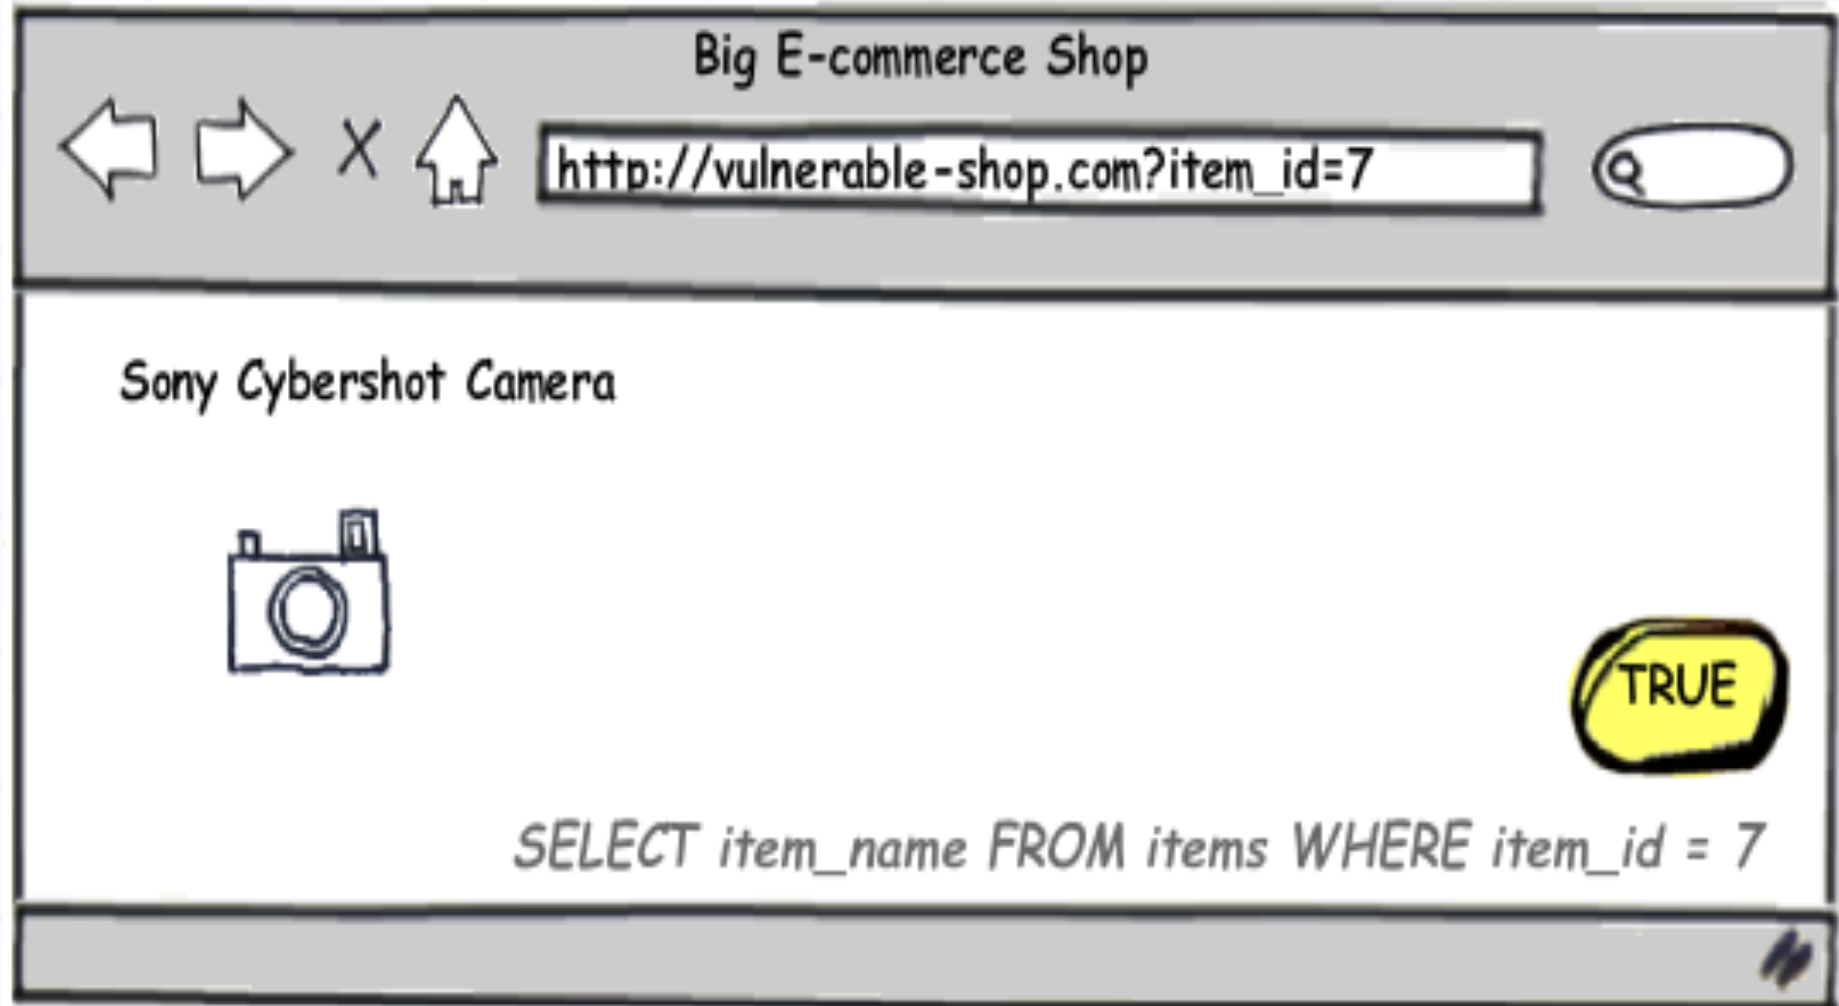 Big E-commerce Shop
http://vulnerable-shop.com?item_id=7
Sony Cybershot Camera
TRUE
SELECT item_name FROM items WHERE item_id = 7